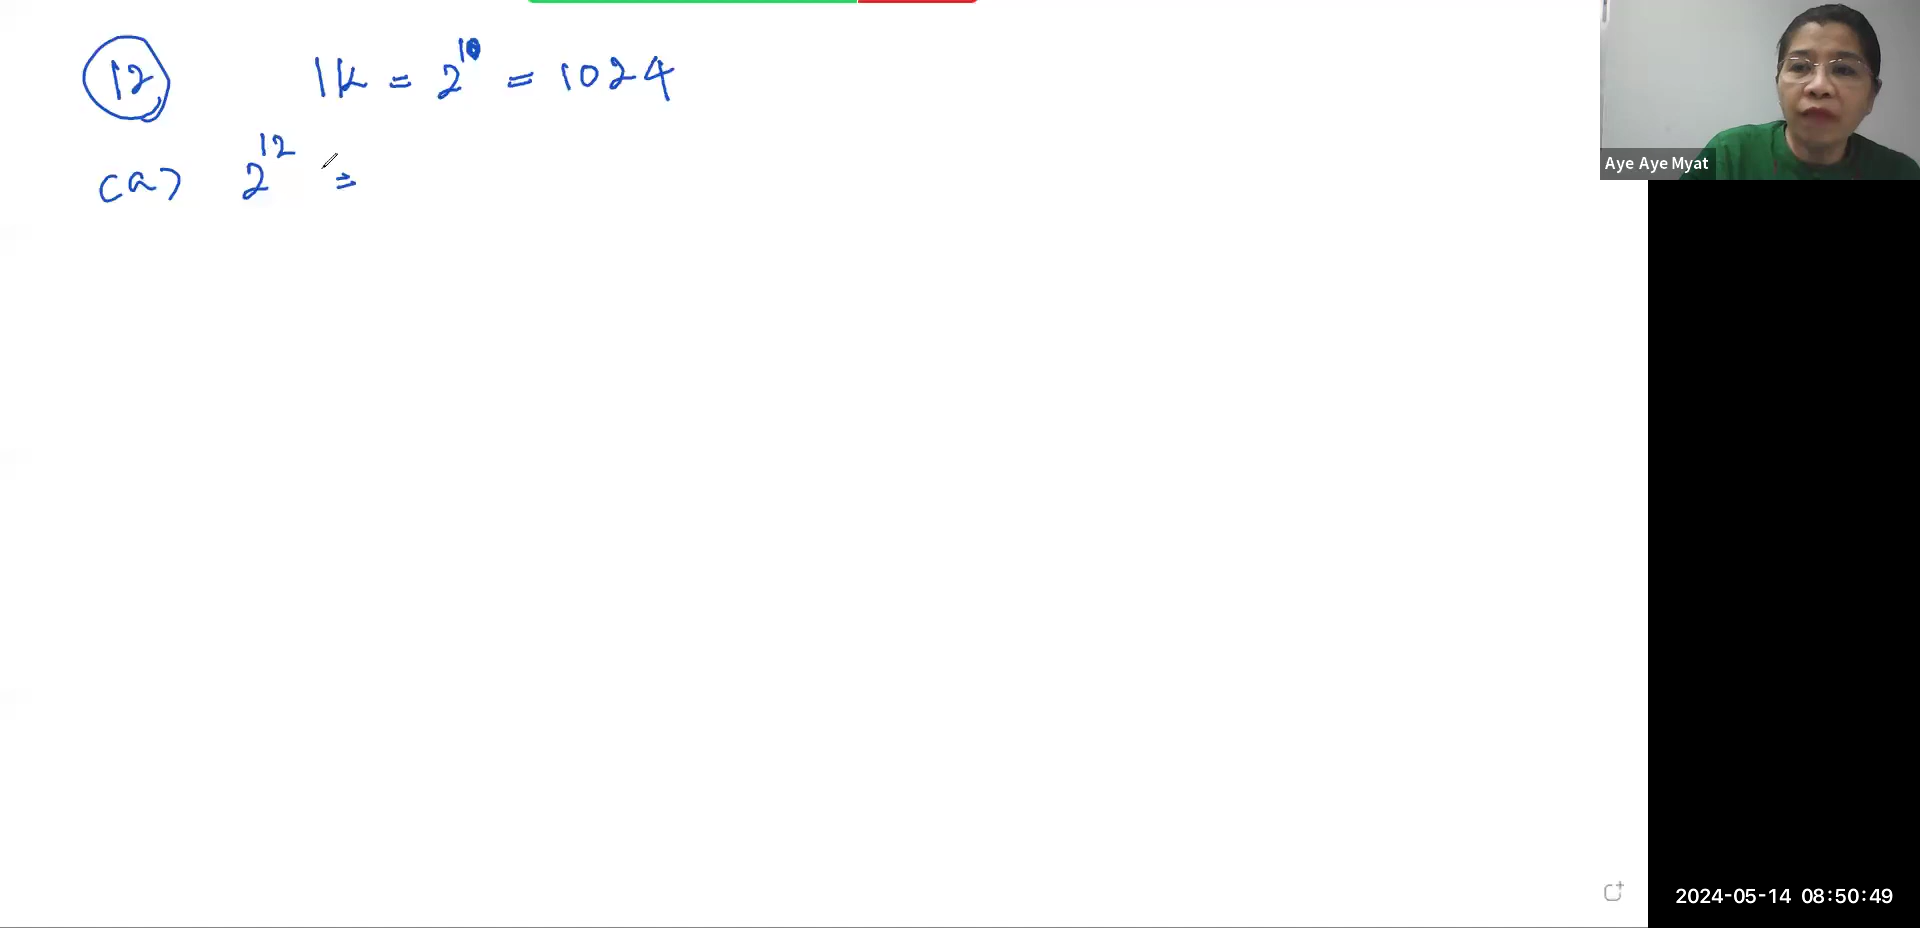 12 1K = 2^10 = 1024
(a) 2^12 =
Aye Aye Myat
2024-05-14 08:50:49